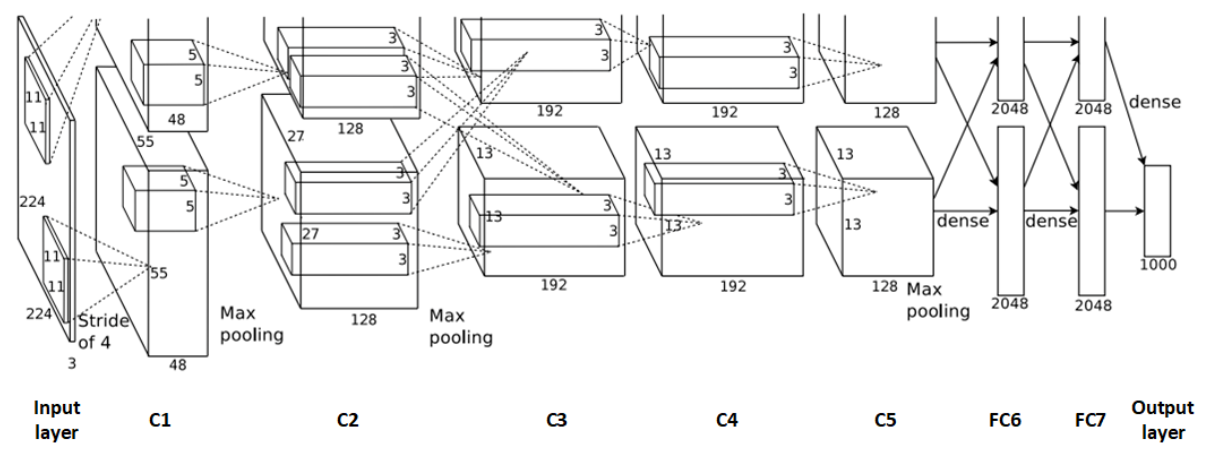 11
11
5
5
48
55
3
3
3
128
27
3
3
192
3
3
192
128
2048
2048
dense
224
5
5
3
3
13
13
3
3
13
3
3
13
13
13
27
3
3
11
11
55
dense
dense
1000
224
Stride
of 4
3
48
Max
pooling
128
Max
pooling
192
192
128
Max
pooling
2048
2048
Input
layer
C1
C2
C3
C4
C5
FC6
FC7
Output
layer